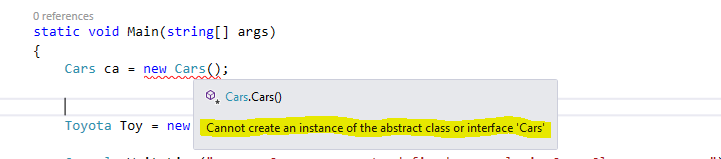 0 references
static void Main(string[] args)
{
Cars ca = new Cars();
Cars.Cars()
Cannot create an instance of the abstract class or interface 'Cars'
Toyota Toy = new